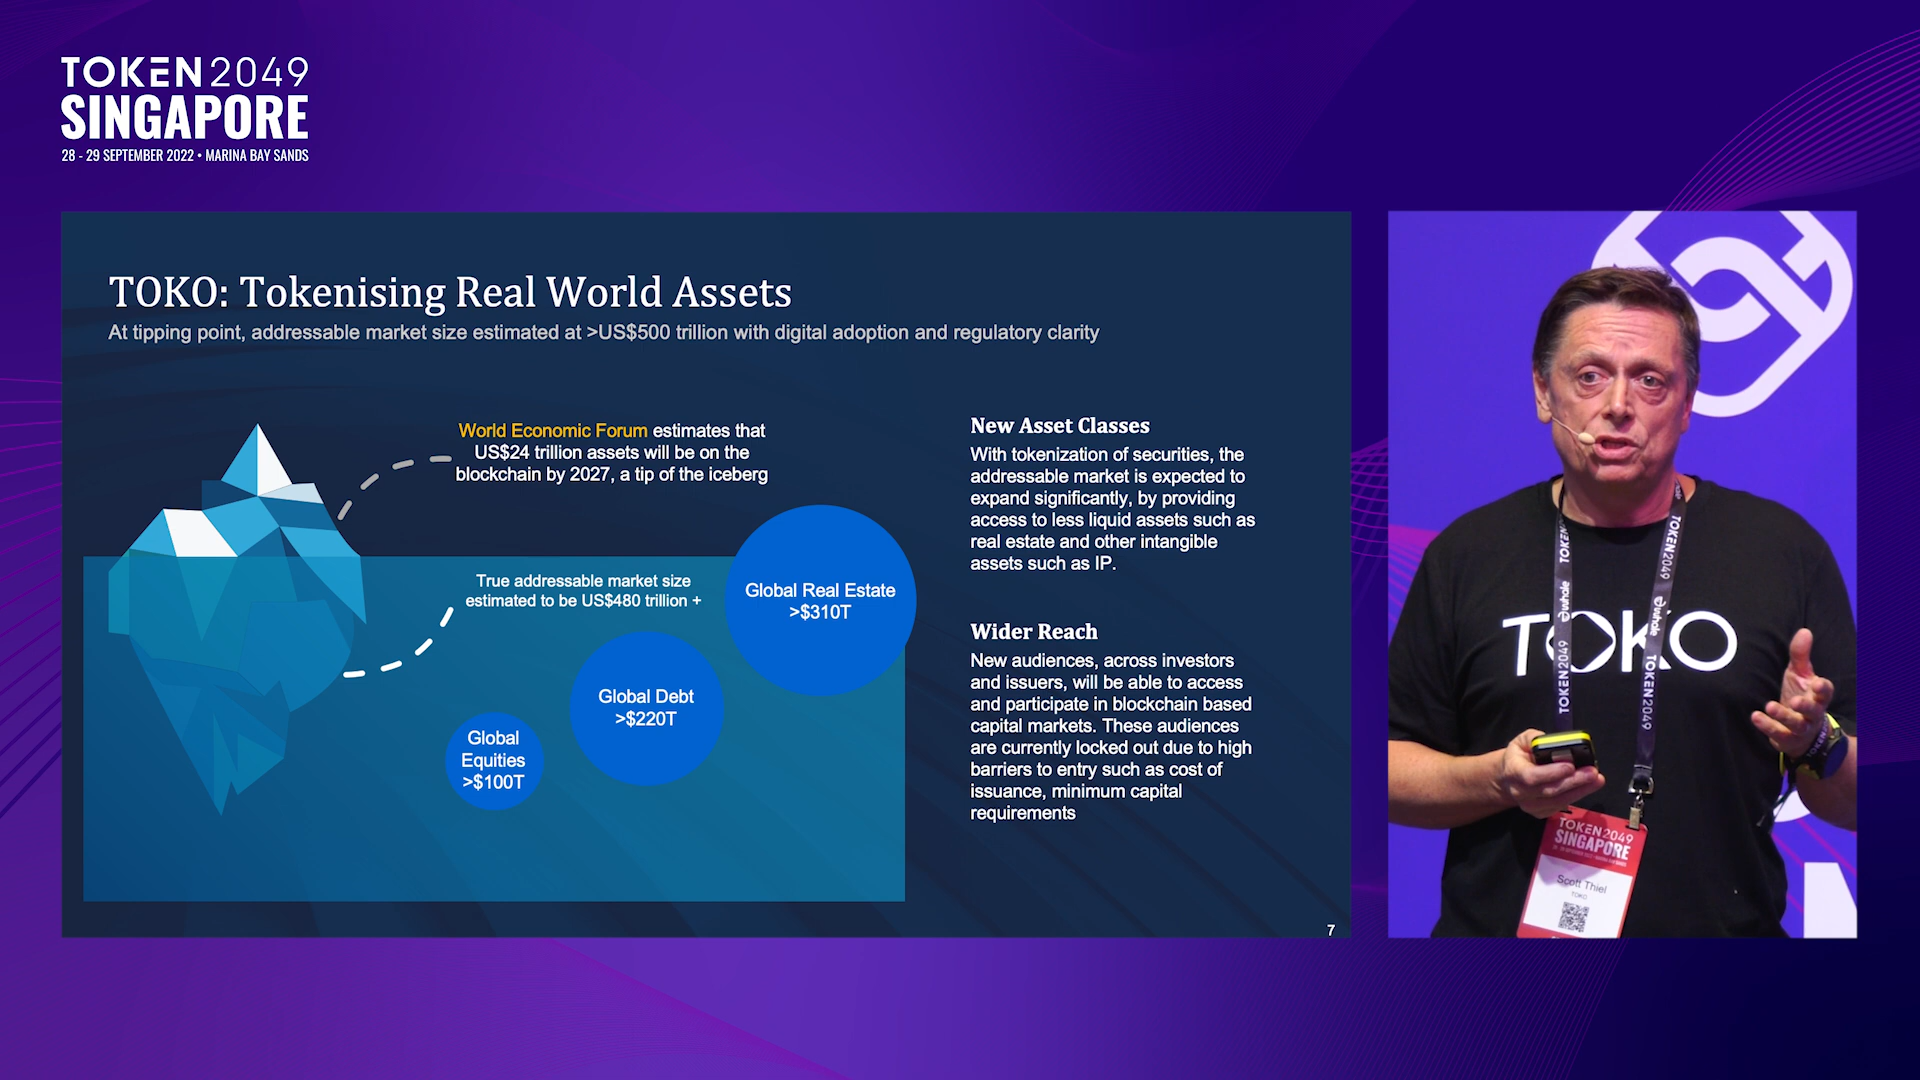 TOKEN2049
SINGAPORE
28 - 29 SEPTEMBER 2022 • MARINA BAY SANDS
TOKO: Tokenising Real World Assets
At tipping point, addressable market size estimated at >US$500 trillion with digital adoption and regulatory clarity
World Economic Forum estimates that
US$24 trillion assets will be on the
blockchain by 2027, a tip of the iceberg
True addressable market size
estimated to be US$480 trillion +
Global Real Estate
>$310T
Global Debt
>$220T
Global
Equities
>$100T
New Asset Classes
With tokenization of securities, the
addressable market is expected to
expand significantly, by providing
access to less liquid assets such as
real estate and other intangible
assets such as IP.
Wider Reach
New audiences, across investors
and issuers, will be able to access
and participate in blockchain based
capital markets. These audiences
are currently locked out due to high
barriers to entry such as cost of
issuance, minimum capital
requirements
7
TOKEN
whale
TOKEN2049
TOKEN2049
whale
TOKEN2049
TOKO
TOKEN2049
SINGAPORE
Scott Thiel
TOKO